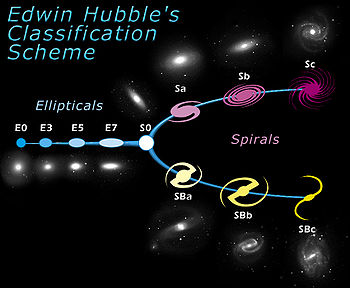 Edwin Hubble's
Classification
Scheme
Ellipticals
E0 E3 E5 E7 S0
Sa Sb Sc
Spirals
SBa SBb SBc